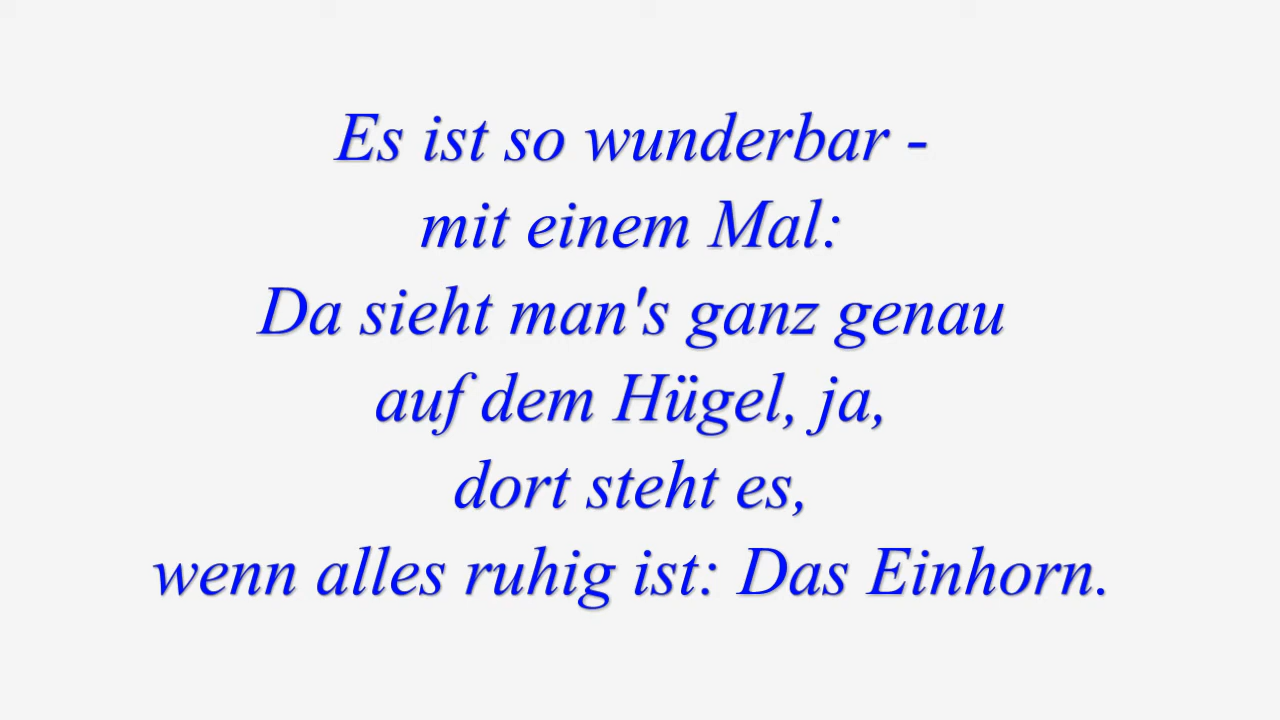 Es ist so wunderbar -
mit einem Mal:
Da sieht man's ganz genau
auf dem Hügel, ja,
dort steht es,
wenn alles ruhig ist: Das Einhorn.